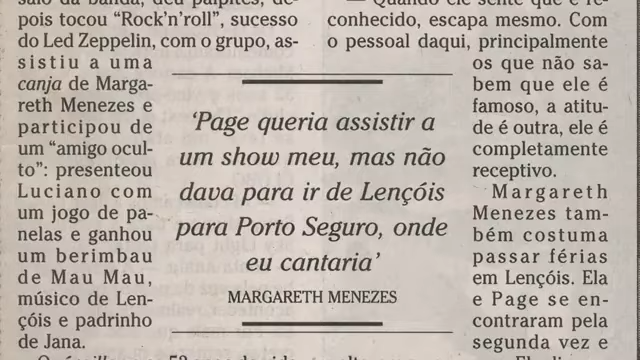 saio da banda, deu palpites, de-
pois tocou “Rock’n’roll”, sucesso
do Led Zeppelin, com o grupo, as-
sistiu a uma
canja de Marga-
reth Menezes e
participou de
um “amigo ocul-
to”: presenteou
Luciano com
um jogo de pa-
nelas e ganhou
um berimbau
de Mau Mau,
músico de Len-
çóis e padrinho
de Jana.
‘Page queria assistir a
um show meu, mas não
dava para ir de Lençóis
para Porto Seguro, onde
eu cantaria’
MARGARETH MENEZES
— Quando ele sente que é re-
conhecido, escapa mesmo. Com
o pessoal daqui, principalmente
os que não sa-
bem que ele é
famoso, a atitu-
de é outra, ele é
completamente
receptivo.
Margareth
Menezes tam-
bém costuma
passar férias
em Lençóis. Ela
e Page se en-
contraram pela
segunda vez e